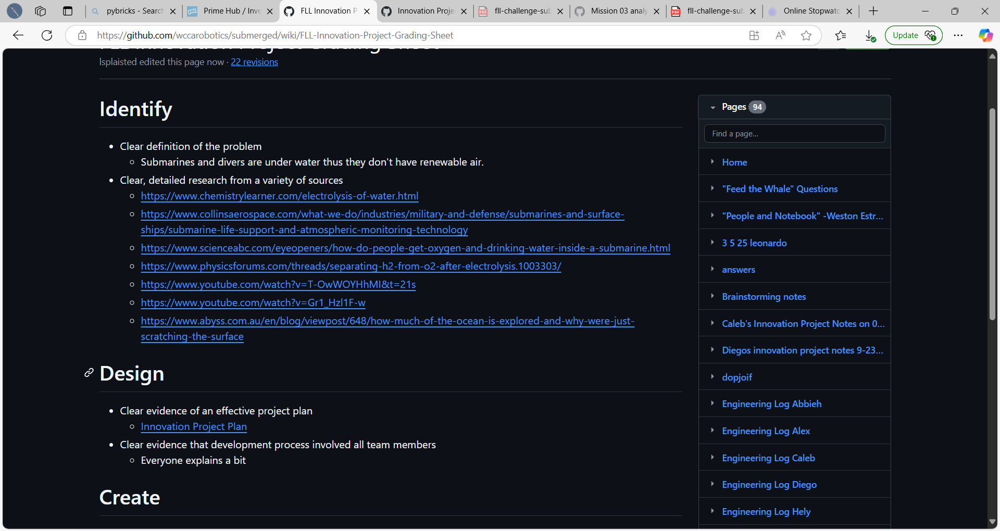 pybricks - Search
Prime Hub / Inve
FLL Innovation P
Innovation Proje
fll-challenge-sub
Mission 03 analy
fll-challenge-sub
Online Stopwatc
https://github.com/wccarobotics/submerged/wiki/FLL-Innovation-Project-Grading-Sheet
Update
FLL Innovation Project Grading Sheet
lsplaisted edited this page now · 22 revisions
Identify
Clear definition of the problem
Submarines and divers are under water thus they don't have renewable air.
Clear, detailed research from a variety of sources
https://www.chemistrylearner.com/electrolysis-of-water.html
https://www.collinsaerospace.com/what-we-do/industries/military-and-defense/submarines-and-surface-
ships/submarine-life-support-and-atmospheric-monitoring-technology
https://www.scienceabc.com/eyeopeners/how-do-people-get-oxygen-and-drinking-water-inside-a-submarine.html
https://www.physicsforums.com/threads/separating-h2-from-o2-after-electrolysis.1003303/
https://www.youtube.com/watch?v=T-OwWOYHhMI&t=21s
https://www.youtube.com/watch?v=Gr1_Hzl1F-w
https://www.abyss.com.au/en/blog/viewpost/648/how-much-of-the-ocean-is-explored-and-why-were-just-
scratching-the-surface
Design
Clear evidence of an effective project plan
Innovation Project Plan
Clear evidence that development process involved all team members
Everyone explains a bit
Create
Pages 94
Find a page...
Home
"Feed the Whale" Questions
"People and Notebook" -Weston Estr...
3 5 25 leonardo
answers
Brainstorming notes
Caleb's Innovation Project Notes on 0...
Diegos innovation project notes 9-23...
dopjoif
Engineering Log Abbieh
Engineering Log Alex
Engineering Log Caleb
Engineering Log Diego
Engineering Log Hely